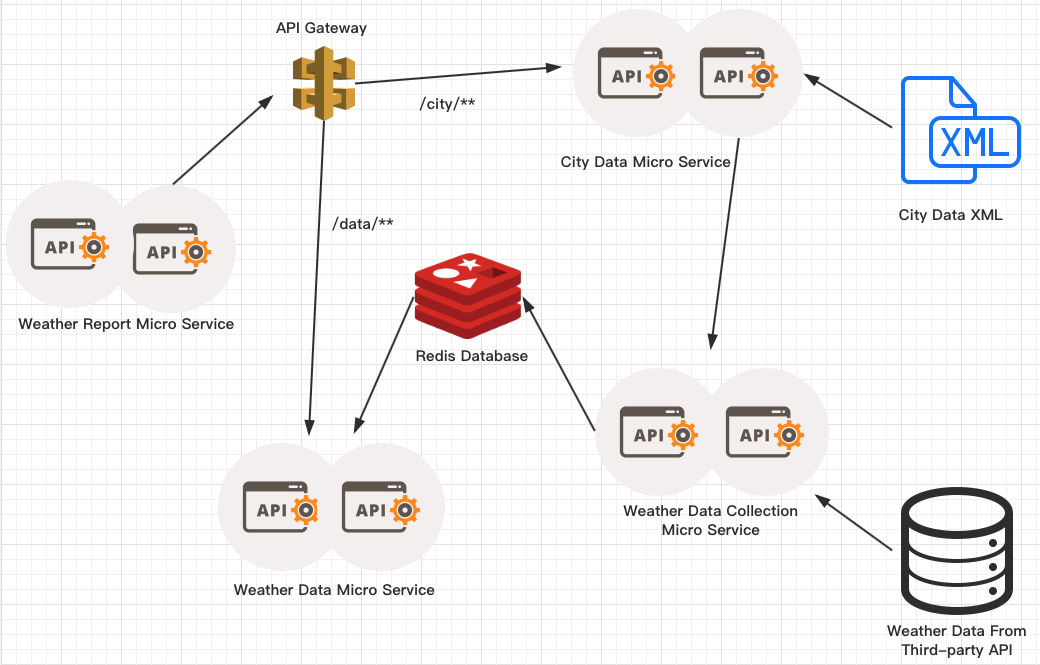 API Gateway
/city/**
API
API
City Data Micro Service
XML
City Data XML
/data/**
API
API
Weather Report Micro Service
Redis Database
API
API
Weather Data Collection
Micro Service
API
API
Weather Data Micro Service
Weather Data From
Third-party API